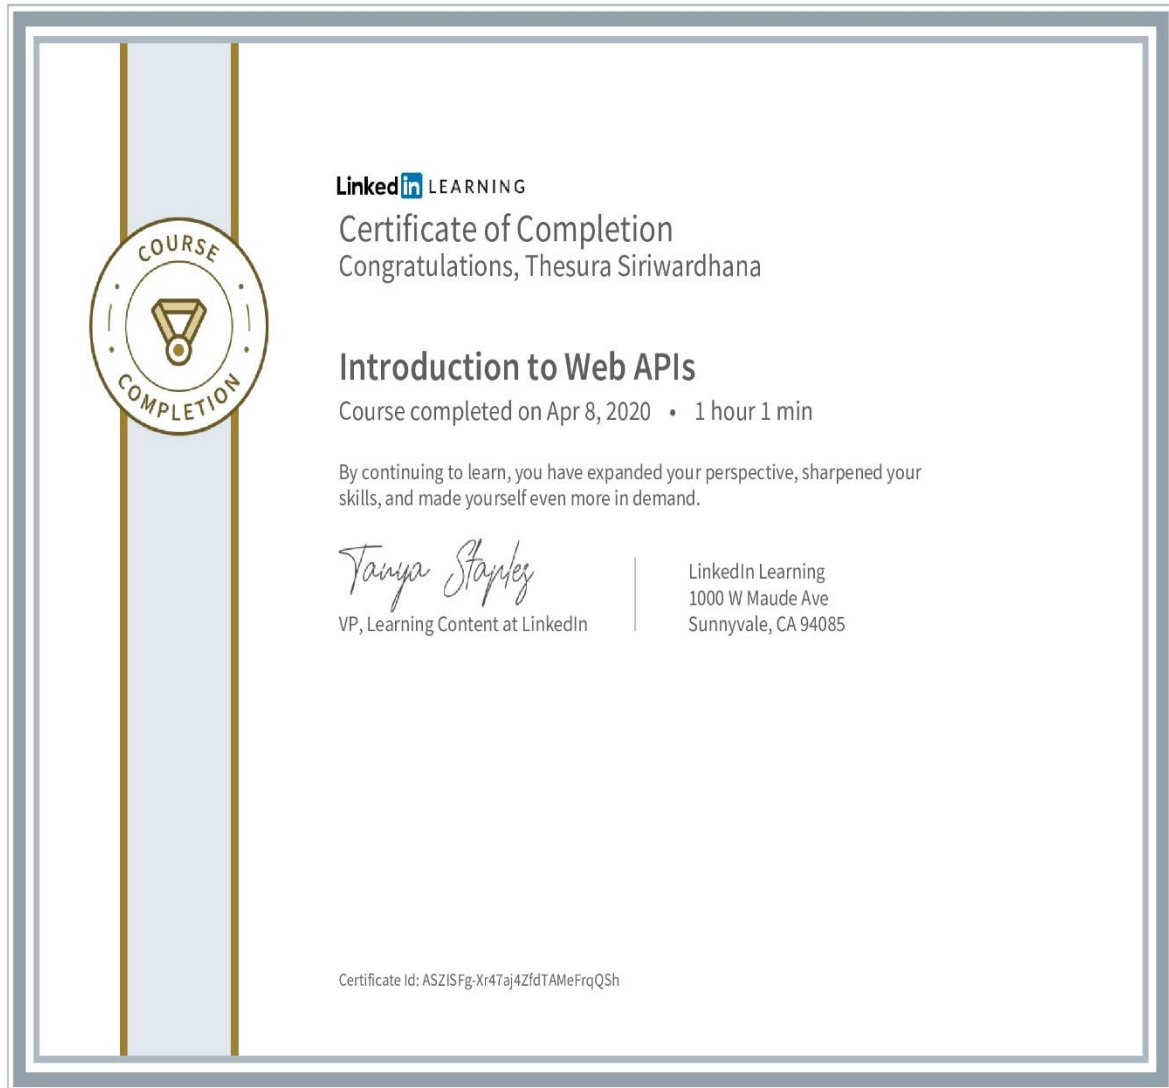 COURSE
COMPLETION
Linked in LEARNING
Certificate of Completion
Congratulations, Thesura Siriwardhana
Introduction to Web APIs
Course completed on Apr 8, 2020 • 1 hour 1 min
By continuing to learn, you have expanded your perspective, sharpened your
skills, and made yourself even more in demand.
Tanya Staples
VP, Learning Content at LinkedIn
LinkedIn Learning
1000 W Maude Ave
Sunnyvale, CA 94085
Certificate Id: ASZISFg-Xr47aj4ZfdTAMeFrqQSh